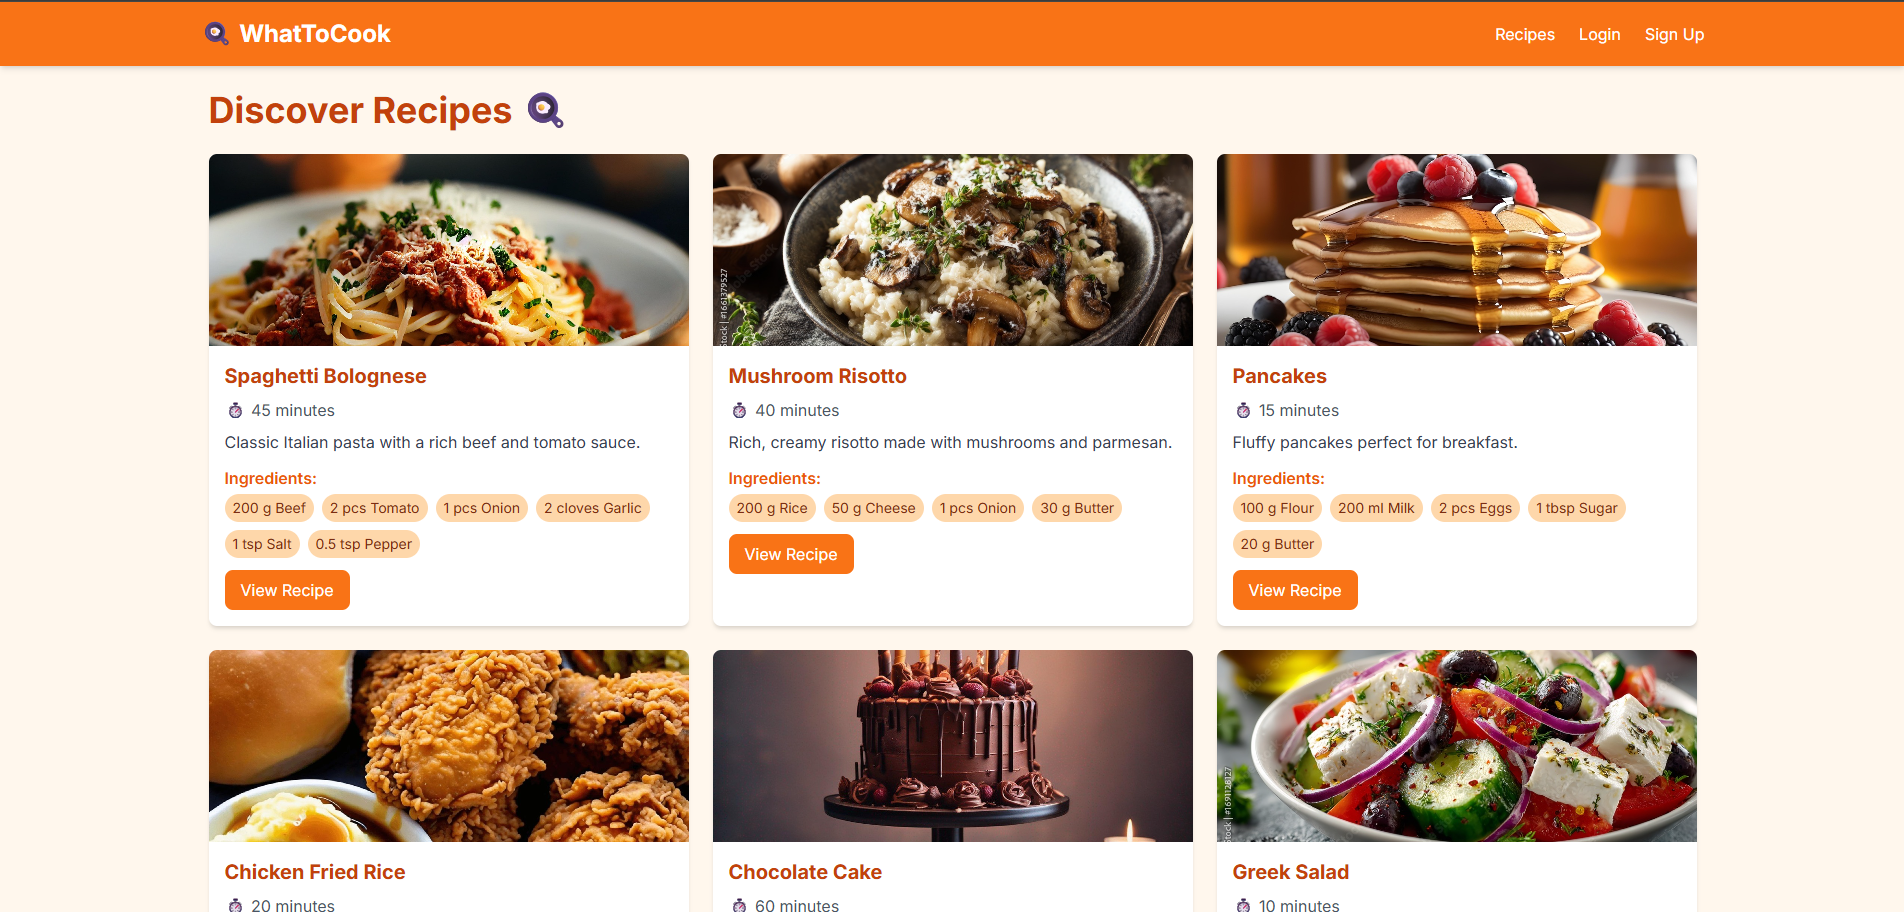 WhatToCook
Recipes Login Sign Up
Discover Recipes
Spaghetti Bolognese
45 minutes
Classic Italian pasta with a rich beef and tomato sauce.
Ingredients:
200 g Beef 2 pcs Tomato 1 pcs Onion 2 cloves Garlic
1 tsp Salt 0.5 tsp Pepper
View Recipe
tock | #1661379527
Mushroom Risotto
40 minutes
Rich, creamy risotto made with mushrooms and parmesan.
Ingredients:
200 g Rice 50 g Cheese 1 pcs Onion 30 g Butter
View Recipe
Pancakes
15 minutes
Fluffy pancakes perfect for breakfast.
Ingredients:
100 g Flour 200 ml Milk 2 pcs Eggs 1 tbsp Sugar
20 g Butter
View Recipe
Chicken Fried Rice
20 minutes
Chocolate Cake
60 minutes
tock | #1691128127
Greek Salad
10 minutes